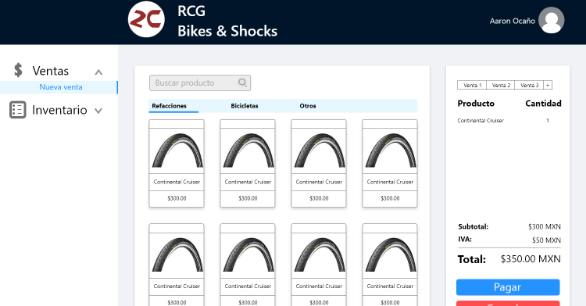 RCG
Bikes & Shocks
2C
Aaron Ocaño
Ventas
Nueva venta
Inventario
Buscar producto
Refacciones Bicicletas Otros
Continental Cruiser Continental Cruiser Continental Cruiser Continental Cruiser
$300.00 $300.00 $300.00 $300.00
Continental Cruiser Continental Cruiser Continental Cruiser Continental Cruiser
$300.00 $300.00 $300.00 $300.00
Venta 1 Venta 2 Venta 3 +
Producto Cantidad
Continental Cruiser 1
Subtotal: $300 MXN
IVA: $50 MXN
Total: $350.00 MXN
Pagar